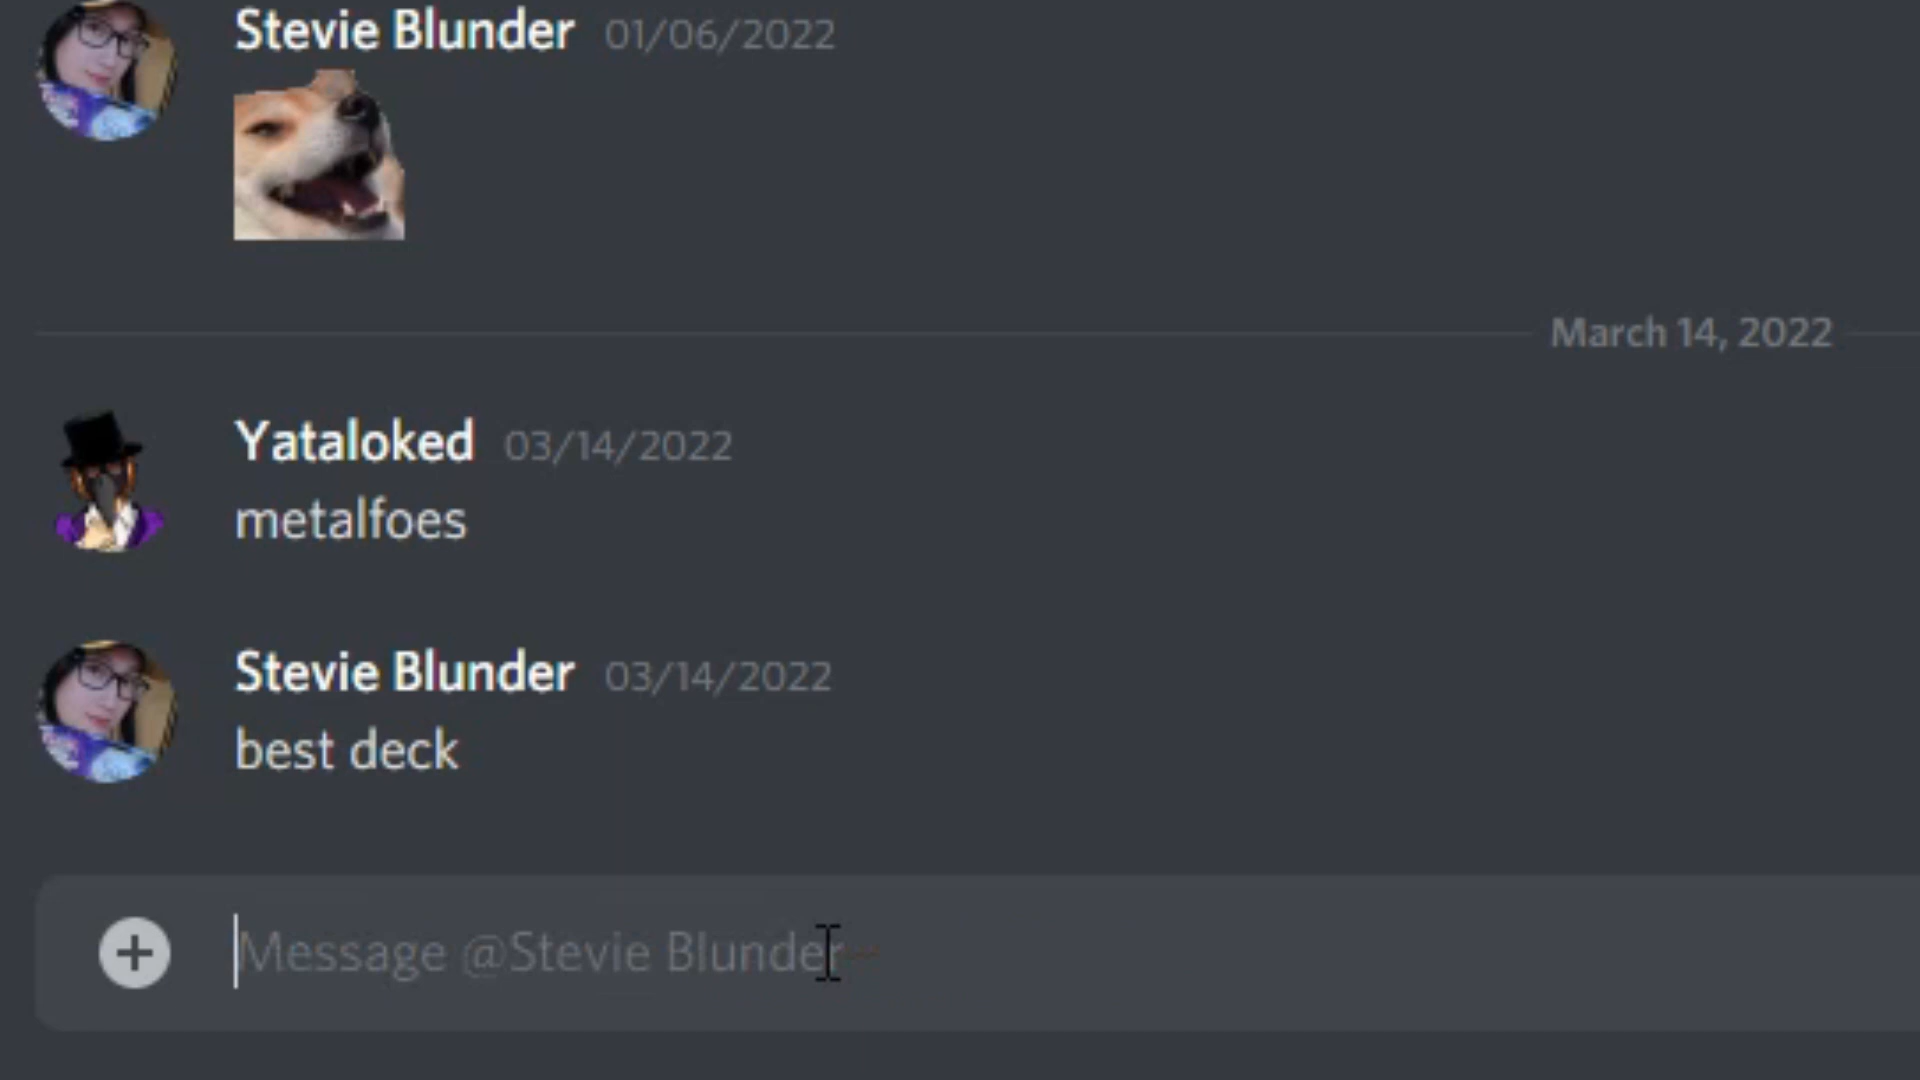 Stevie Blunder 01/06/2022
March 14, 2022
Yataloked 03/14/2022
metalfoes
Stevie Blunder 03/14/2022
best deck
Message @Stevie Blunder